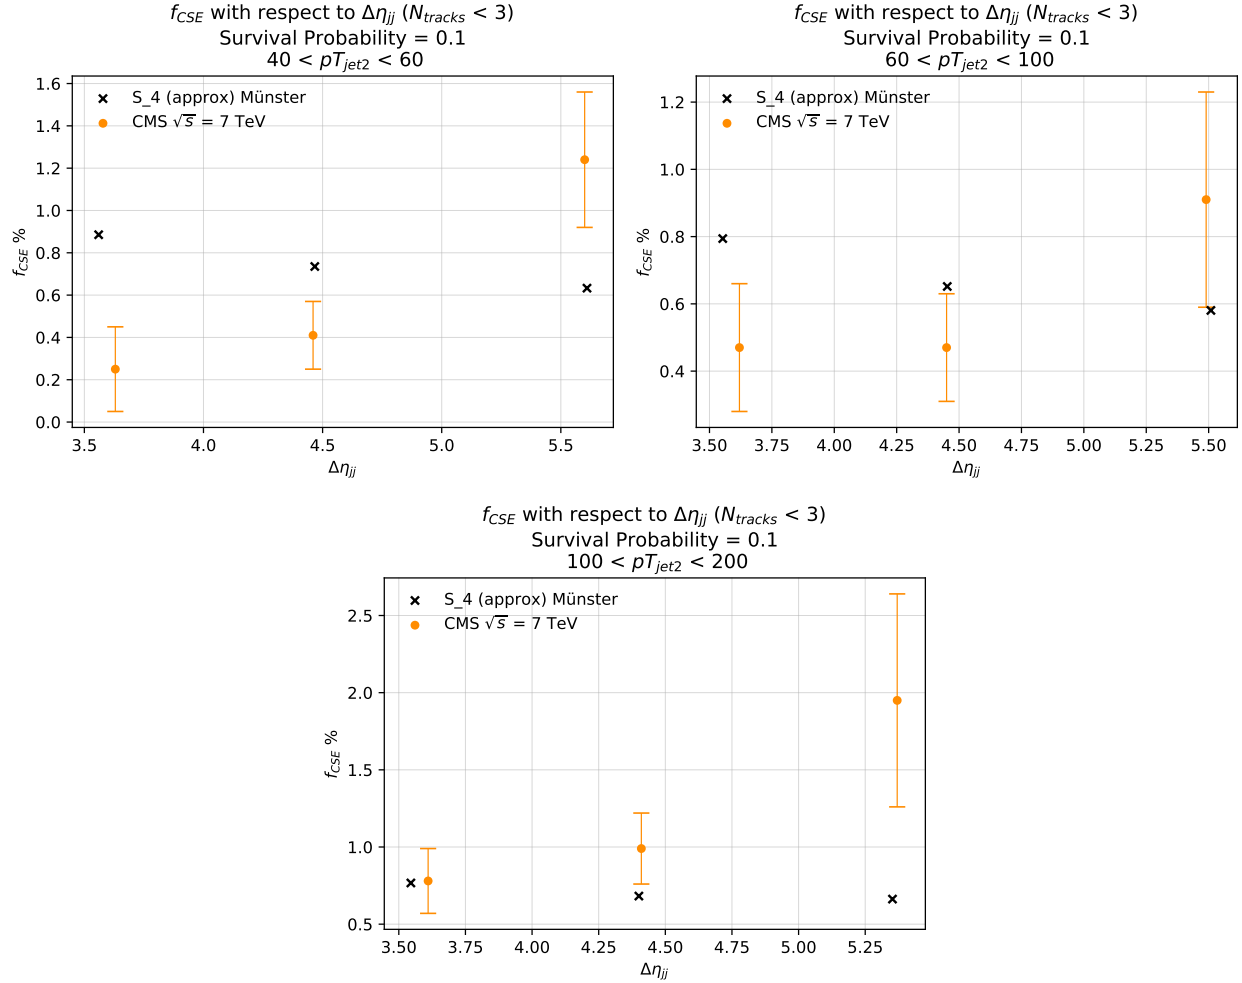 f_CSE with respect to Δη_jj (N_tracks < 3)
Survival Probability = 0.1
40 < pT_jet2 < 60
S_4 (approx) Münster
CMS √s = 7 TeV
f_CSE %
1.6
1.4
1.2
1.0
0.8
0.6
0.4
0.2
0.0
3.5 4.0 4.5 5.0 5.5
Δη_jj
f_CSE with respect to Δη_jj (N_tracks < 3)
Survival Probability = 0.1
60 < pT_jet2 < 100
S_4 (approx) Münster
CMS √s = 7 TeV
f_CSE %
1.2
1.0
0.8
0.6
0.4
3.50 3.75 4.00 4.25 4.50 4.75 5.00 5.25 5.50
Δη_jj
f_CSE with respect to Δη_jj (N_tracks < 3)
Survival Probability = 0.1
100 < pT_jet2 < 200
S_4 (approx) Münster
CMS √s = 7 TeV
f_CSE %
2.5
2.0
1.5
1.0
0.5
3.50 3.75 4.00 4.25 4.50 4.75 5.00 5.25
Δη_jj